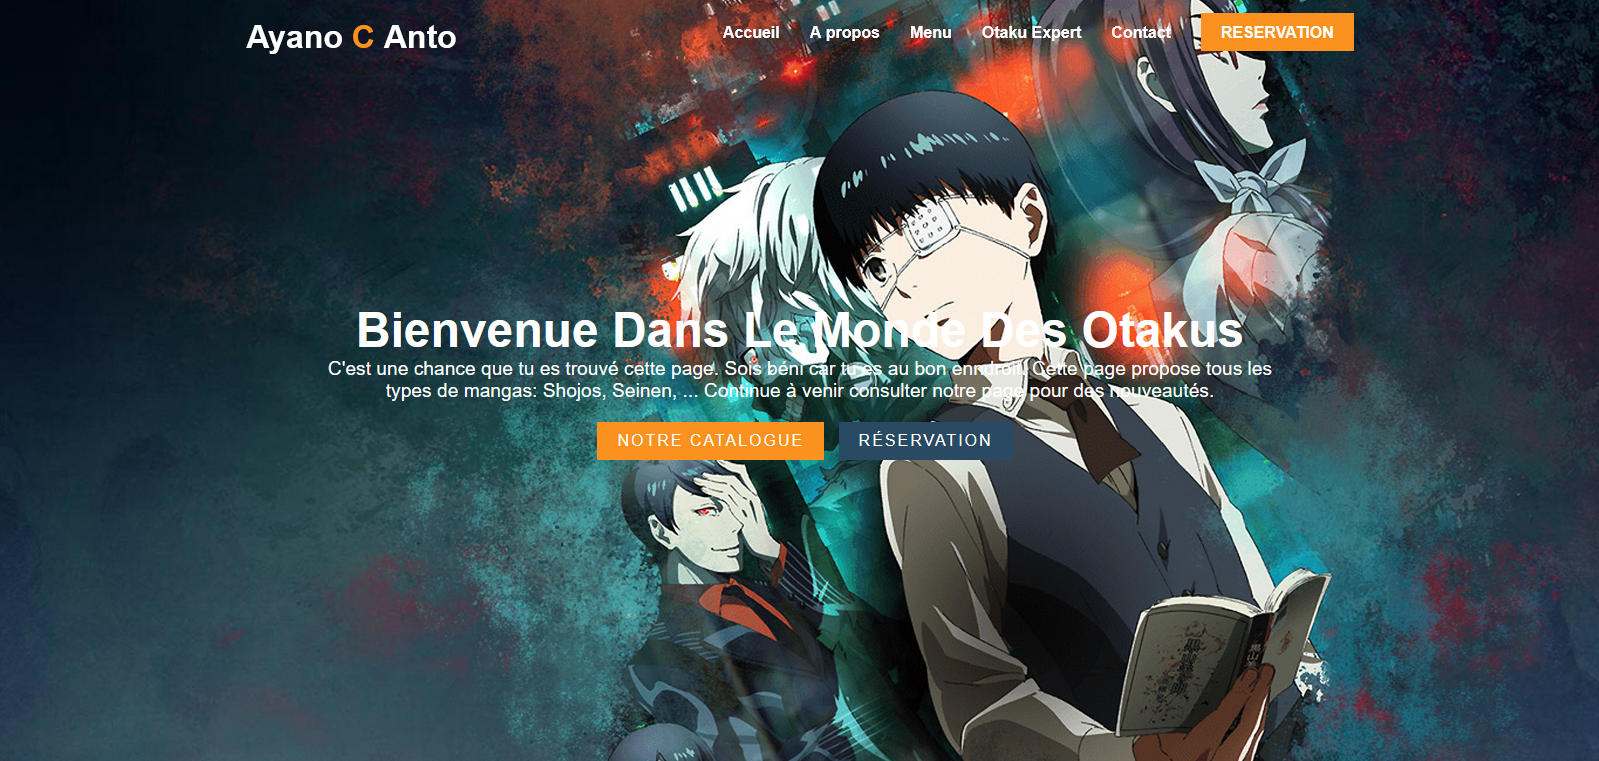 Ayano C Anto
Accueil A propos Menu Otaku Expert Contact RESERVATION
Bienvenue Dans Le Monde Des Otakus
C'est une chance que tu es trouvé cette page. Sois béni car tu es au bon enndroit. Cette page propose tous les
types de mangas: Shojos, Seinen, ... Continue à venir consulter notre page pour des nouveautés.
NOTRE CATALOGUE RÉSERVATION